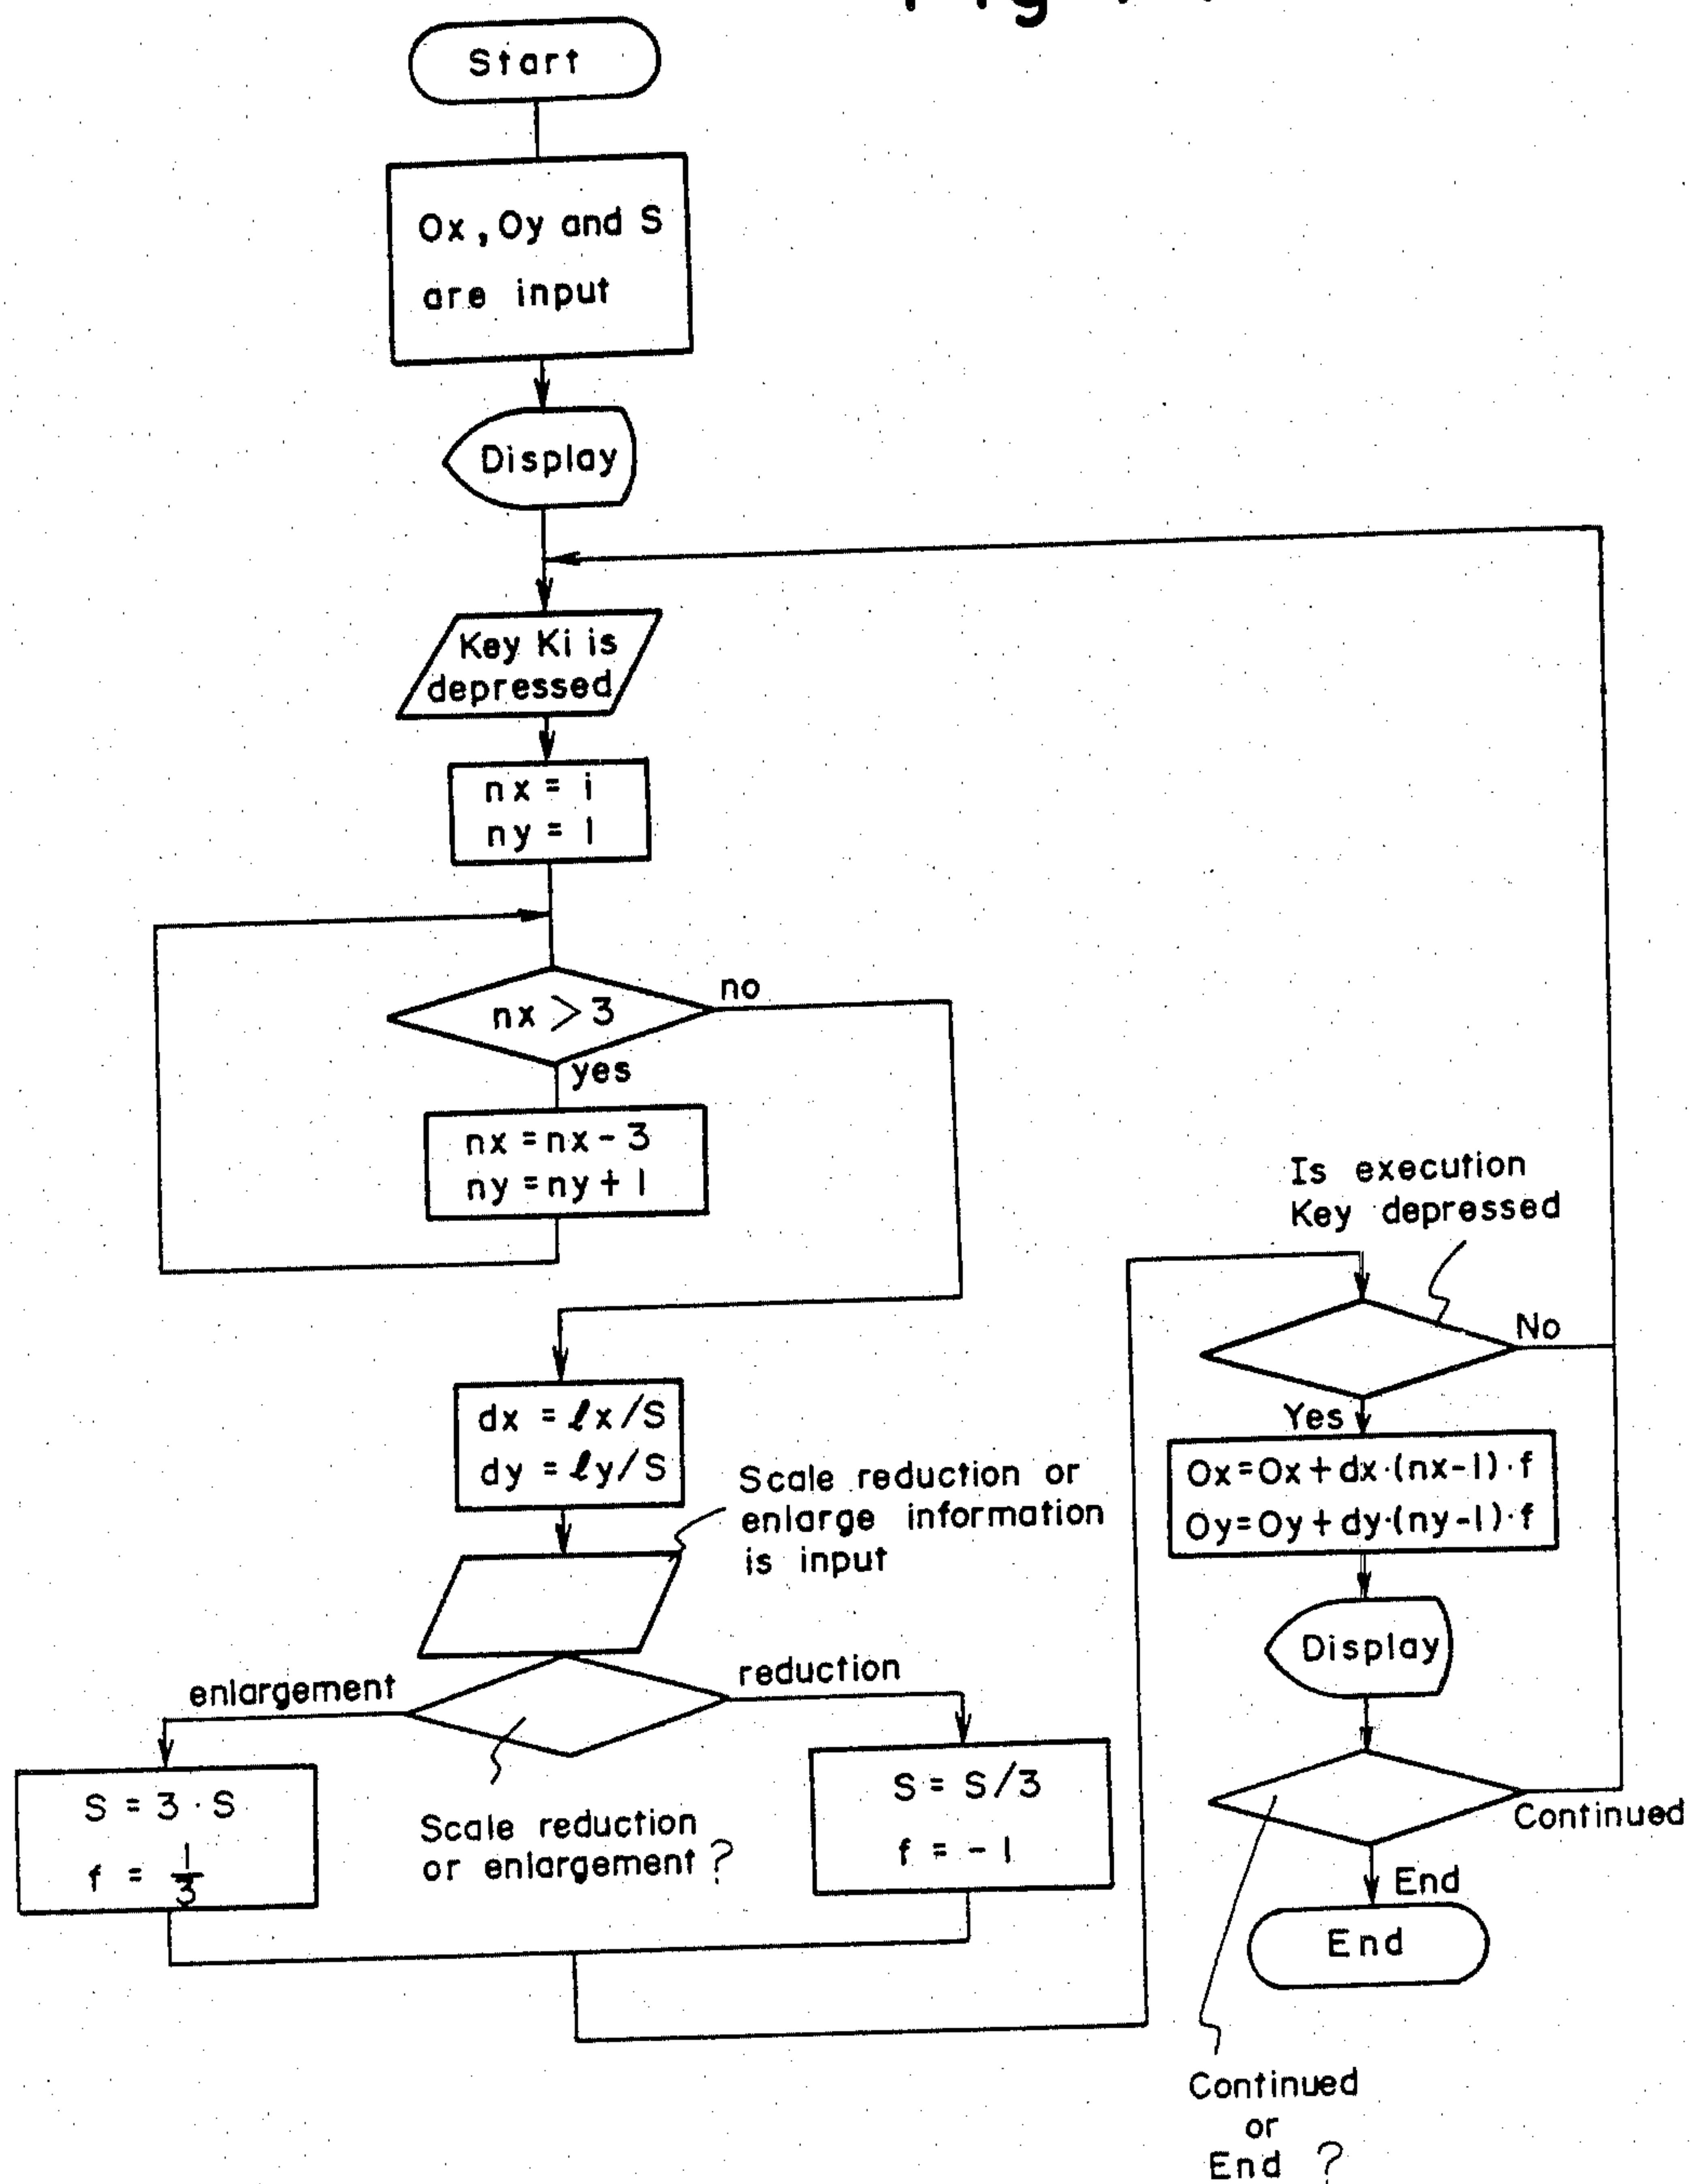 Start
Ox, Oy and S
are input
Display
Key Ki is
depressed
nx = i
ny = 1
nx > 3
no
yes
nx = nx - 3
ny = ny + 1
dx = ℓx/S
dy = ℓy/S
Scale reduction or
enlarge information
is input
enlargement
reduction
S = 3 · S
f = 1/3
Scale reduction
or enlargement?
S = S/3
f = - 1
Is execution
Key depressed
No
Yes
Ox=Ox+dx·(nx-1)·f
Oy=Oy+dy·(ny-1)·f
Display
Continued
End
End
Continued
or
End ?